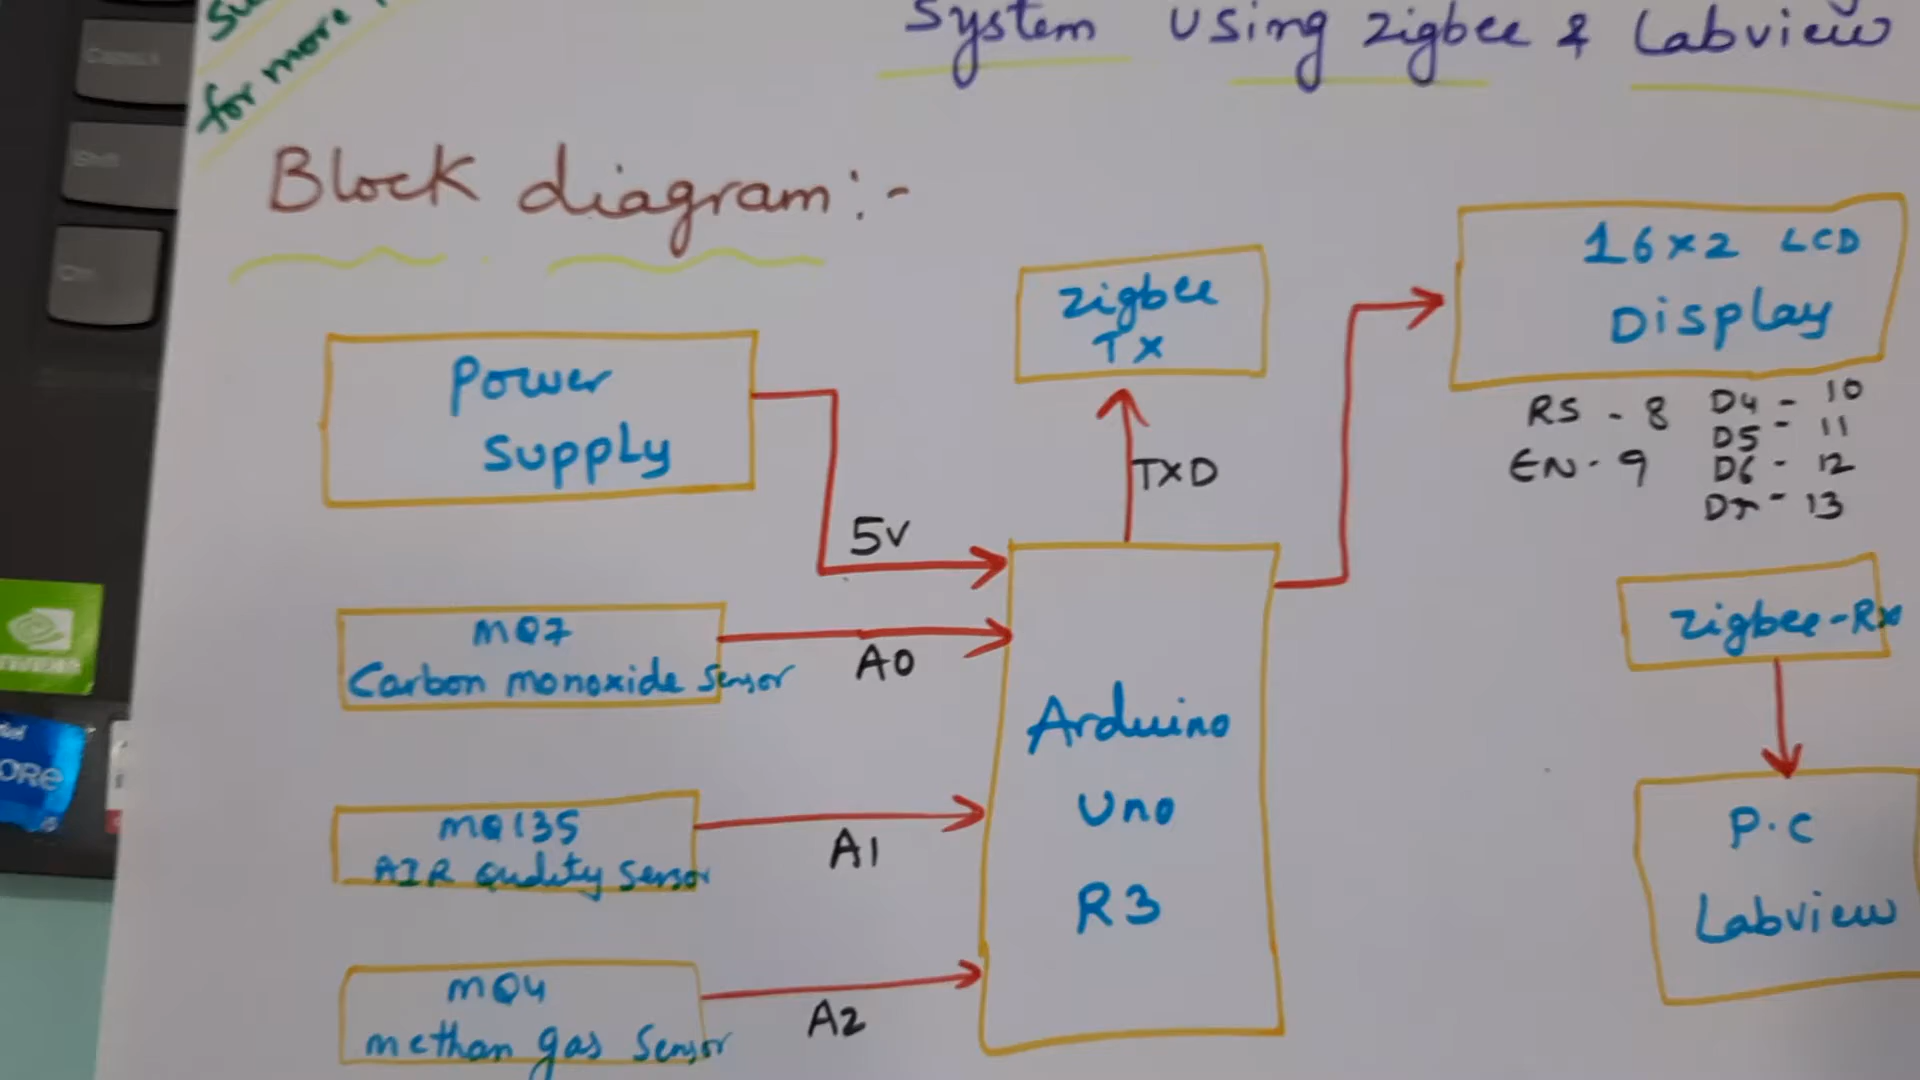 for more
System using zigbee & Labview
Block diagram:-
Power
Supply
5V
zigbee
TX
TXD
16x2 LCD
Display
RS - 8
EN - 9
D4 - 10
D5 - 11
D6 - 12
D7 - 13
MQ7
Carbon monoxide Sensor
A0
MQ135
AIR quality Sensor
A1
MQ4
methan gas Sensor
A2
Arduino
Uno
R3
zigbee-Rx
P.C
Labview
Shift
NVIDIA